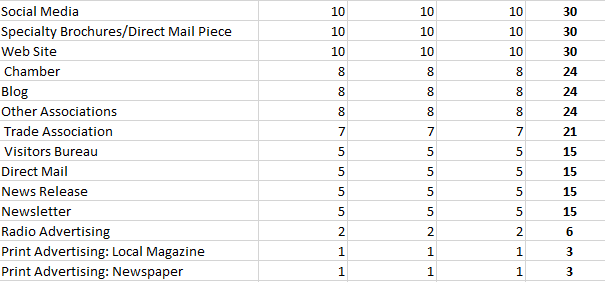 Social Media 10 10 10 30
Specialty Brochures/Direct Mail Piece 10 10 10 30
Web Site 10 10 10 30
Chamber 8 8 8 24
Blog 8 8 8 24
Other Associations 8 8 8 24
Trade Association 7 7 7 21
Visitors Bureau 5 5 5 15
Direct Mail 5 5 5 15
News Release 5 5 5 15
Newsletter 5 5 5 15
Radio Advertising 2 2 2 6
Print Advertising: Local Magazine 1 1 1 3
Print Advertising: Newspaper 1 1 1 3